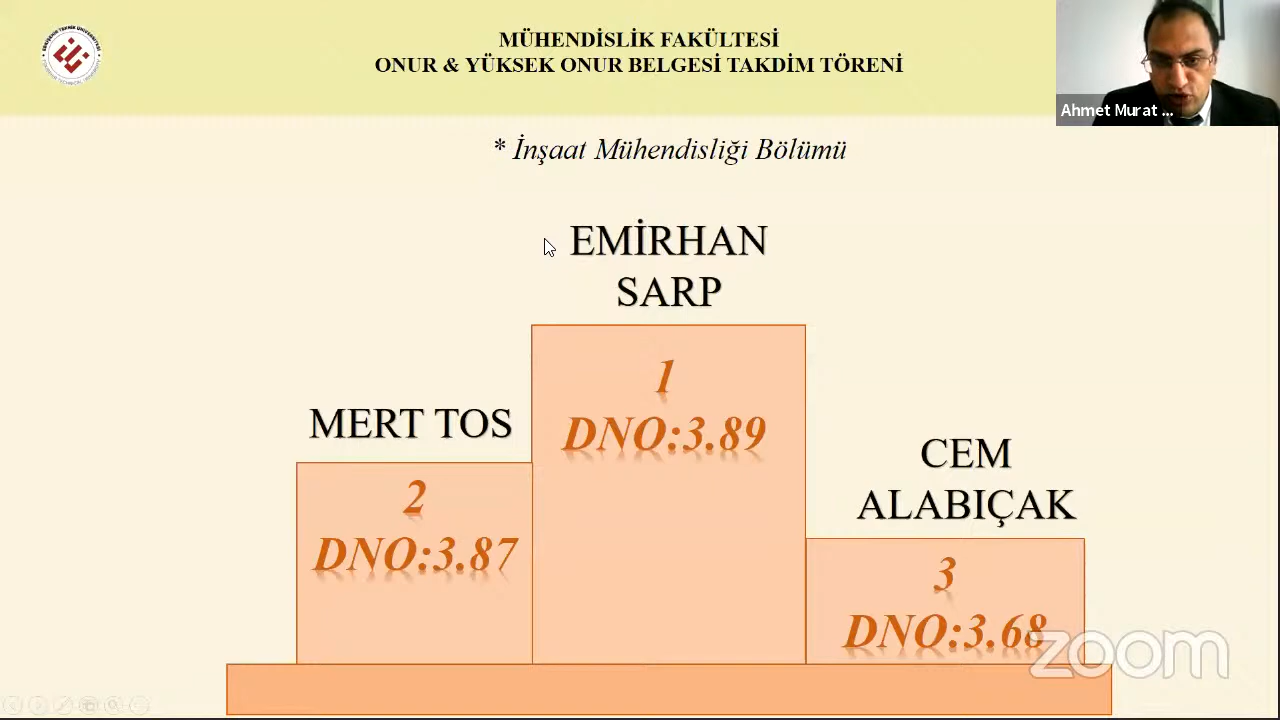 MÜHENDİSLİK FAKÜLTESİ
ONUR & YÜKSEK ONUR BELGESİ TAKDİM TÖRENİ
Ahmet Murat ...
* İnşaat Mühendisliği Bölümü
EMİRHAN
SARP
1
DNO:3.89
MERT TOS
2
DNO:3.87
CEM
ALABIÇAK
3
DNO:3.68
zoom